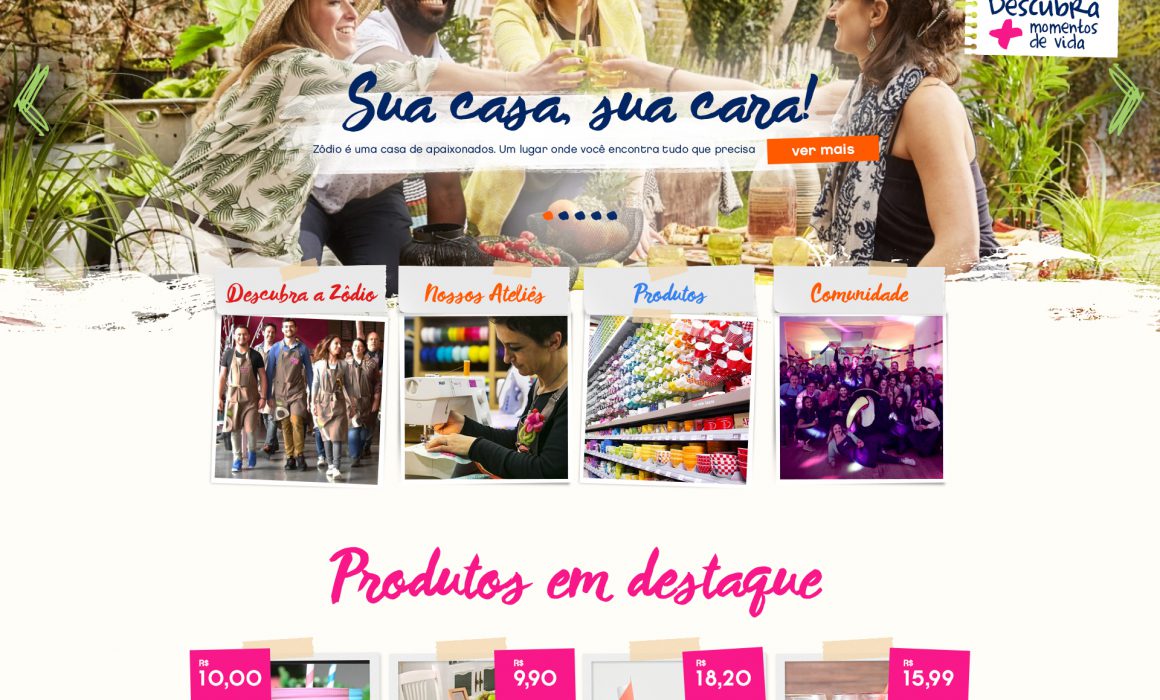 Descubra
+ momentos
de vida
Sua casa, sua cara!
Zôdio é uma casa de apaixonados. Um lugar onde você encontra tudo que precisa
ver mais
Descubra a Zôdio
Nossos Ateliês
Produtos
Comunidade
Produtos em destaque
R$
10,00
R$
9,90
R$
18,20
R$
15,99